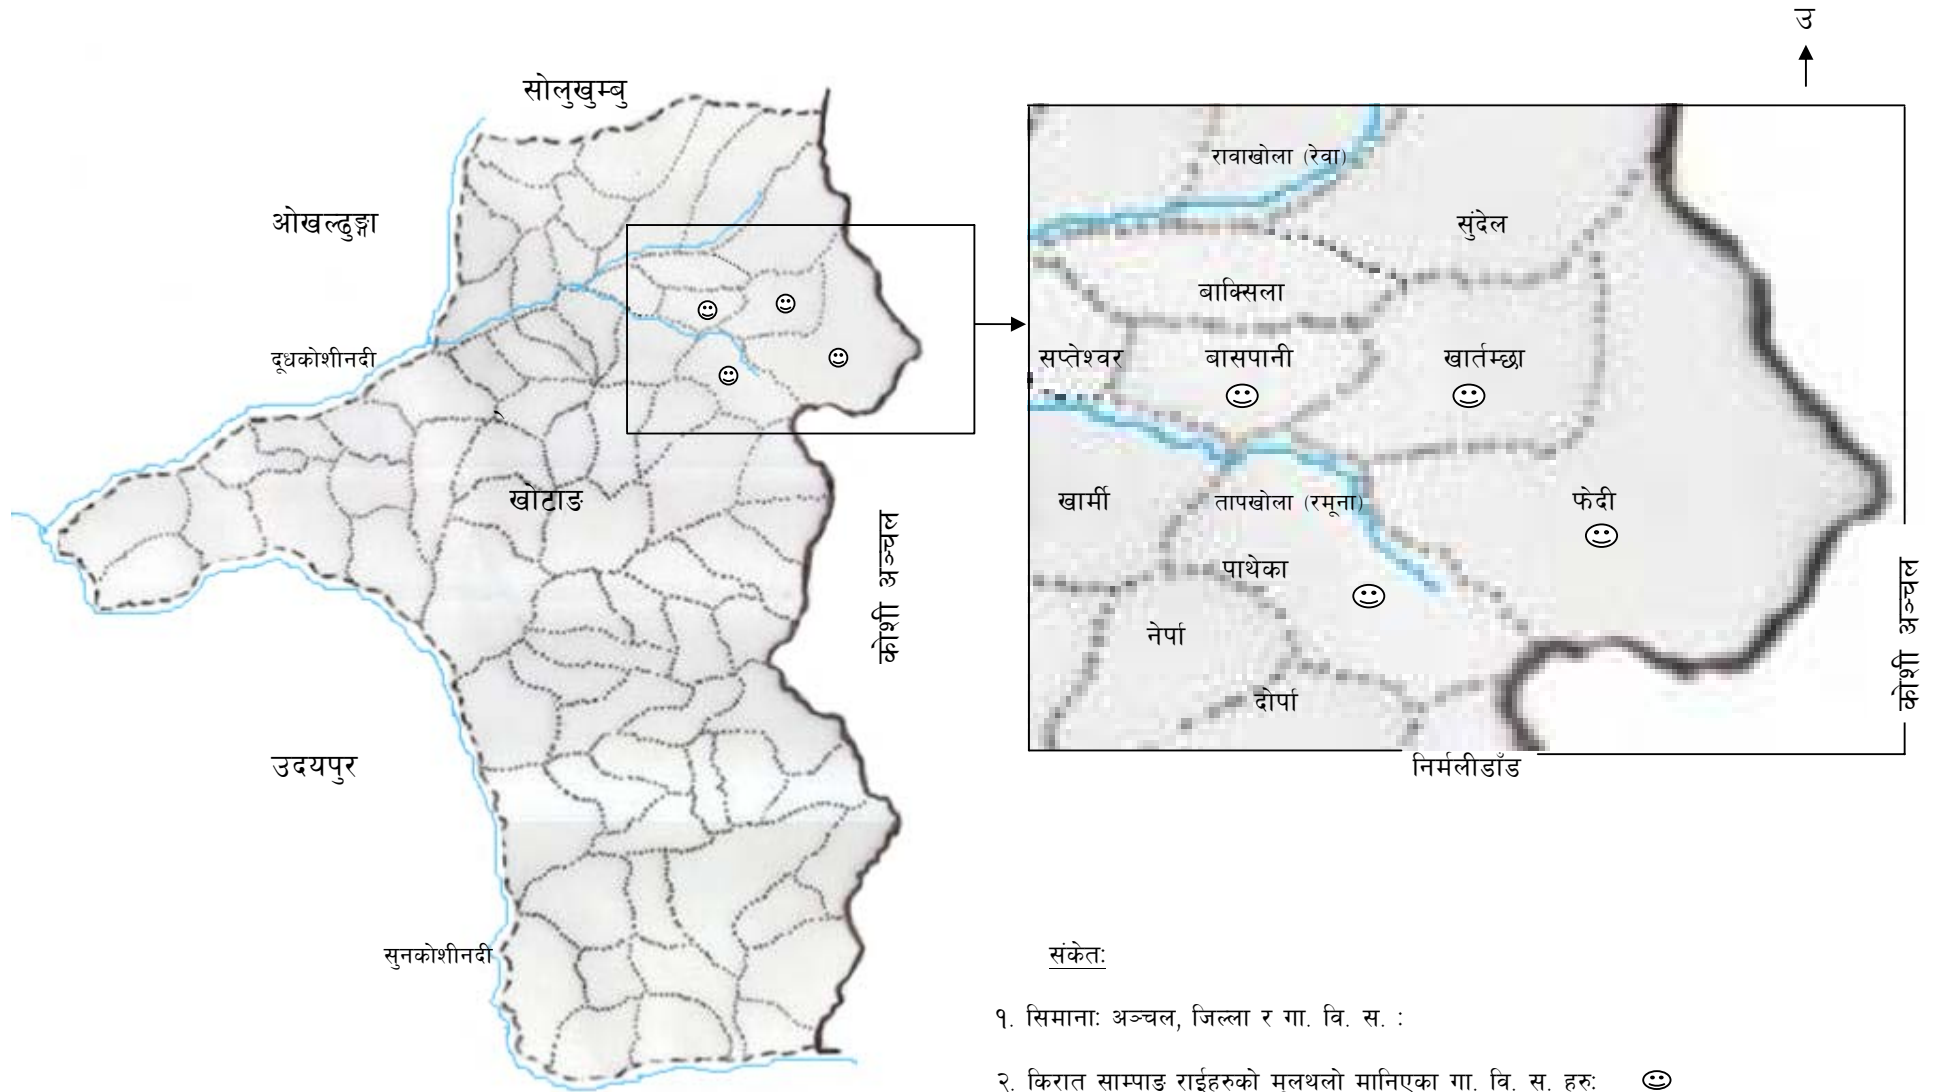 उ
सोलुखुम्बु
ओखल्ढुङ्गा
दूधकोशीनदी
खोटाङ
कोशी अञ्चल
उदयपुर
सुनकोशीनदी
रावाखोला (रेवा)
सुंदेल
बाक्सिला
सप्तेश्वर
बासपानी
खार्तम्छा
खार्मी
तापखोला (रमूना)
फेदी
पाथेका
नेर्पा
दोर्पा
कोशी अञ्चल
निर्मलीडाँड
संकेतः
१. सिमानाः अञ्चल, जिल्ला र गा. वि. स. :
२. किरात साम्पाङ राईहरुको मूलथलो मानिएका गा. वि. स. हरुः